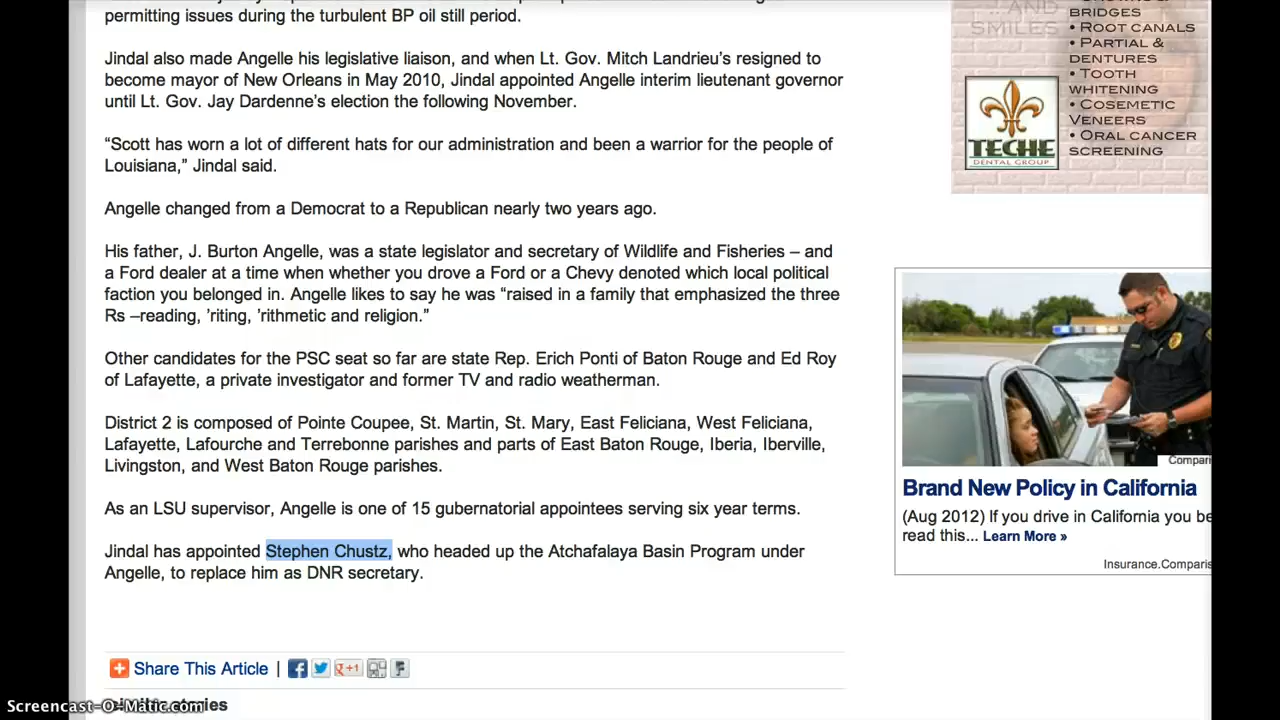 permitting issues during the turbulent BP oil still period.
Jindal also made Angelle his legislative liaison, and when Lt. Gov. Mitch Landrieu’s resigned to
become mayor of New Orleans in May 2010, Jindal appointed Angelle interim lieutenant governor
until Lt. Gov. Jay Dardenne’s election the following November.
“Scott has worn a lot of different hats for our administration and been a warrior for the people of
Louisiana,” Jindal said.
Angelle changed from a Democrat to a Republican nearly two years ago.
His father, J. Burton Angelle, was a state legislator and secretary of Wildlife and Fisheries – and
a Ford dealer at a time when whether you drove a Ford or a Chevy denoted which local political
faction you belonged in. Angelle likes to say he was “raised in a family that emphasized the three
Rs –reading, ’riting, ’rithmetic and religion.”
Other candidates for the PSC seat so far are state Rep. Erich Ponti of Baton Rouge and Ed Roy
of Lafayette, a private investigator and former TV and radio weatherman.
District 2 is composed of Pointe Coupee, St. Martin, St. Mary, East Feliciana, West Feliciana,
Lafayette, Lafourche and Terrebonne parishes and parts of East Baton Rouge, Iberia, Iberville,
Livingston, and West Baton Rouge parishes.
As an LSU supervisor, Angelle is one of 15 gubernatorial appointees serving six year terms.
Jindal has appointed Stephen Chustz, who headed up the Atchafalaya Basin Program under
Angelle, to replace him as DNR secretary.
Share This Article |
+1
Screencast-O-Matic.com
...AND
SMILES
BRIDGES
• ROOT CANALS
• PARTIAL &
DENTURES
• TOOTH
WHITENING
• COSMETIC
VENEERS
• ORAL CANCER
SCREENING
TECHE
DENTAL GROUP
Compari
Brand New Policy in California
(Aug 2012) If you drive in California you be
read this... Learn More »
Insurance.Comparis